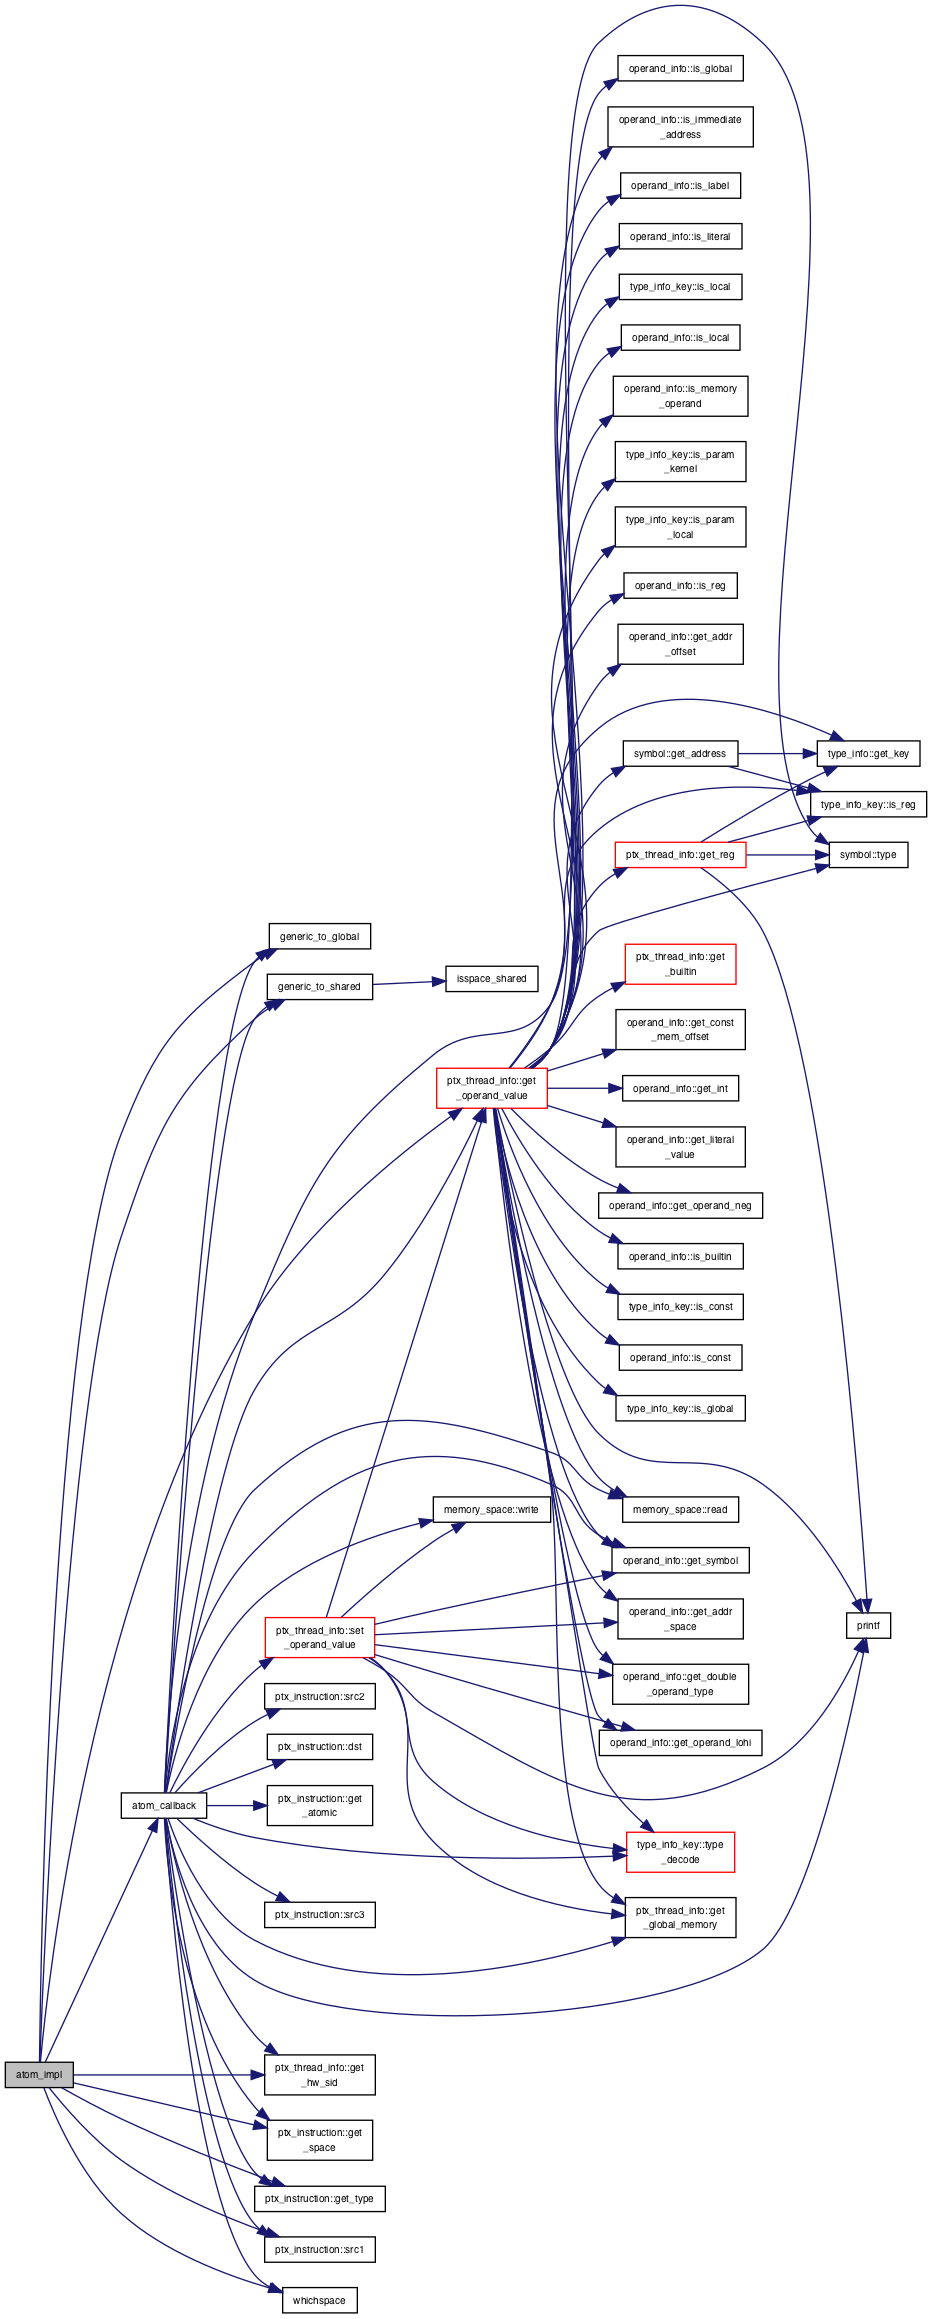 operand_info::is_global
operand_info::is_immediate
_address
operand_info::is_label
operand_info::is_literal
type_info_key::is_local
operand_info::is_local
operand_info::is_memory
_operand
type_info_key::is_param
_kernel
type_info_key::is_param
_local
operand_info::is_reg
operand_info::get_addr
_offset
symbol::get_address
type_info::get_key
type_info_key::is_reg
ptx_thread_info::get_reg
symbol::type
generic_to_global
ptx_thread_info::get
_builtin
isspace_shared
generic_to_shared
operand_info::get_const
_mem_offset
ptx_thread_info::get
_operand_value
operand_info::get_int
operand_info::get_literal
_value
operand_info::get_operand_neg
operand_info::is_builtin
type_info_key::is_const
operand_info::is_const
type_info_key::is_global
memory_space::write
memory_space::read
operand_info::get_symbol
operand_info::get_addr
_space
printf
ptx_thread_info::set
_operand_value
operand_info::get_double
_operand_type
ptx_instruction::src2
operand_info::get_operand_lohi
ptx_instruction::dst
atom_callback
ptx_instruction::get
_atomic
type_info_key::type
_decode
ptx_instruction::src3
ptx_thread_info::get
_global_memory
atom_impl
ptx_thread_info::get
_hw_sid
ptx_instruction::get
_space
ptx_instruction::get_type
ptx_instruction::src1
whichspace